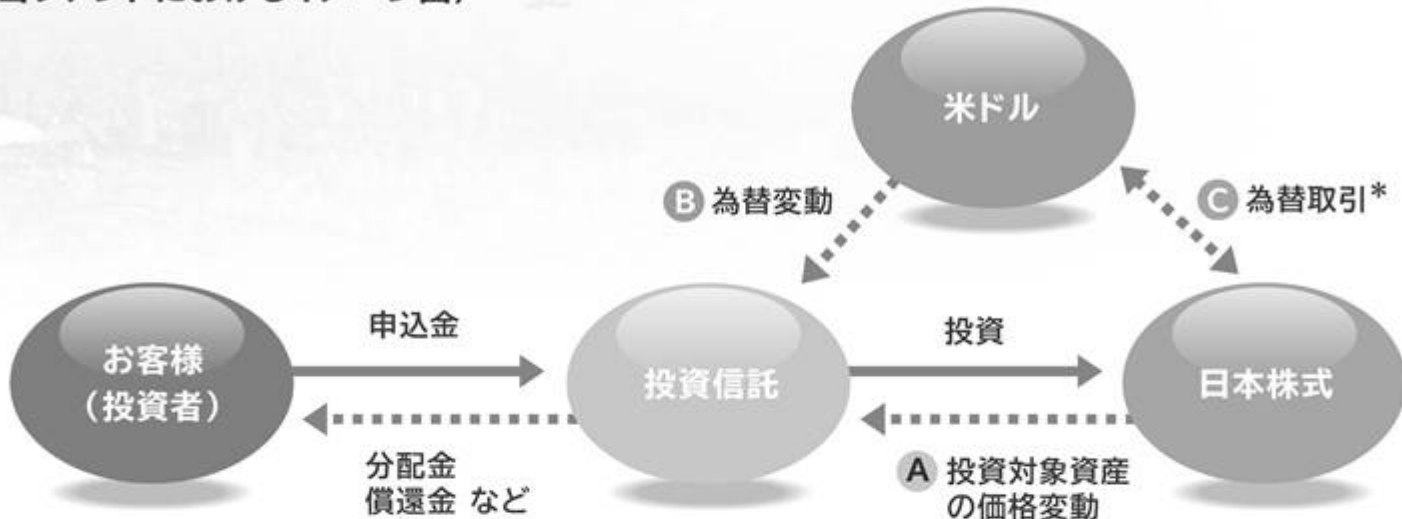 米ドル
B 為替変動
C 為替取引*
お客様
（投資者）
申込金
投資信託
投資
日本株式
分配金
償還金 など
A 投資対象資産
の価格変動